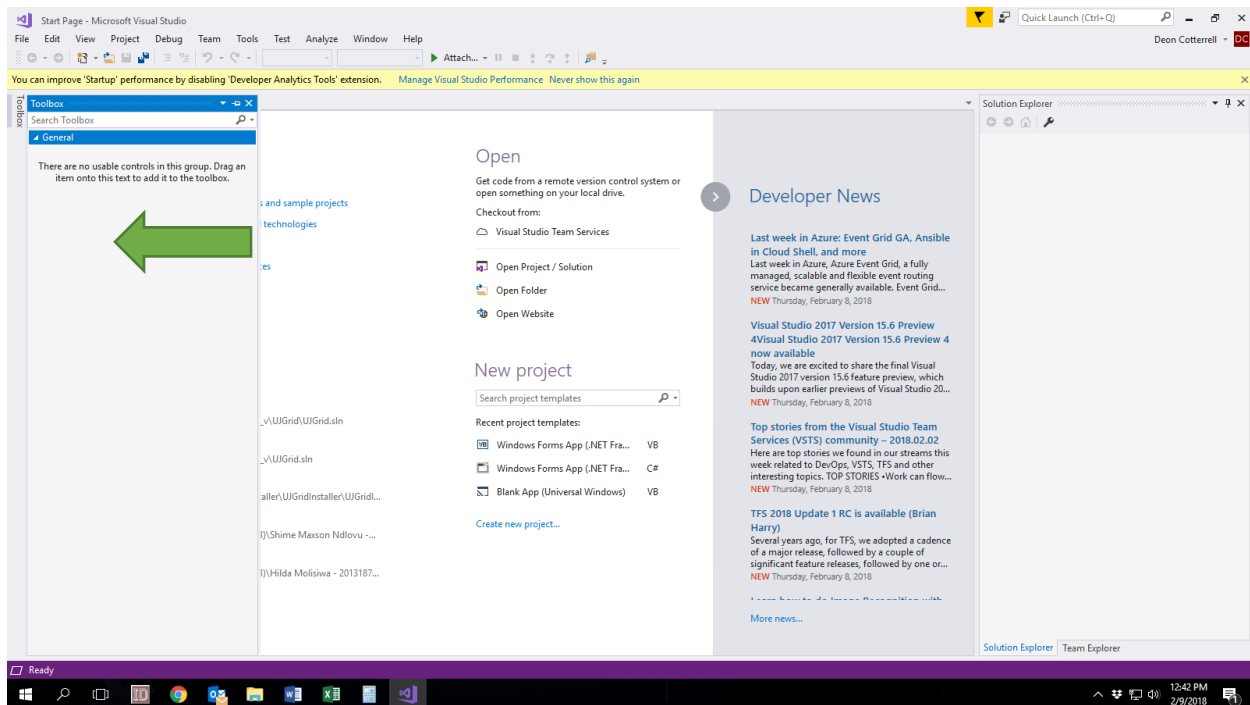 Start Page - Microsoft Visual Studio
Quick Launch (Ctrl+Q)
File Edit View Project Debug Team Tools Test Analyze Window Help
Deon Cotterrell DC
Attach...
You can improve 'Startup' performance by disabling 'Developer Analytics Tools' extension. Manage Visual Studio Performance Never show this again
Toolbox
Toolbox
Search Toolbox
General
There are no usable controls in this group. Drag an
item onto this text to add it to the toolbox.
s and sample projects
technologies
ces
_v\UJGrid\UJGrid.sln
_v\UJGrid.sln
aller\UJGridInstaller\UJGridI...
)\Shime Maxson Ndlovu -...
)\Hilda Molisiwa - 2013187...
Open
Get code from a remote version control system or
open something on your local drive.
Checkout from:
Visual Studio Team Services
Open Project / Solution
Open Folder
Open Website
New project
Search project templates
Recent project templates:
Windows Forms App (.NET Fra... VB
Windows Forms App (.NET Fra... C#
Blank App (Universal Windows) VB
Create new project...
Developer News
Last week in Azure: Event Grid GA, Ansible
in Cloud Shell, and more
Last week in Azure, Azure Event Grid, a fully
managed, scalable and flexible event routing
service became generally available. Event Grid...
NEW Thursday, February 8, 2018
Visual Studio 2017 Version 15.6 Preview
4Visual Studio 2017 Version 15.6 Preview 4
now available
Today, we are excited to share the final Visual
Studio 2017 version 15.6 feature preview, which
builds upon earlier previews of Visual Studio 20...
NEW Thursday, February 8, 2018
Top stories from the Visual Studio Team
Services (VSTS) community – 2018.02.02
Here are top stories we found in our streams this
week related to DevOps, VSTS, TFS and other
interesting topics. TOP STORIES •Work can flow...
NEW Thursday, February 8, 2018
TFS 2018 Update 1 RC is available (Brian
Harry)
Several years ago, for TFS, we adopted a cadence
of a major release, followed by a couple of
significant feature releases, followed by one or...
NEW Thursday, February 8, 2018
Learn how to do Image Recognition with
More news...
Solution Explorer
Solution Explorer Team Explorer
Ready
12:42 PM
2/9/2018